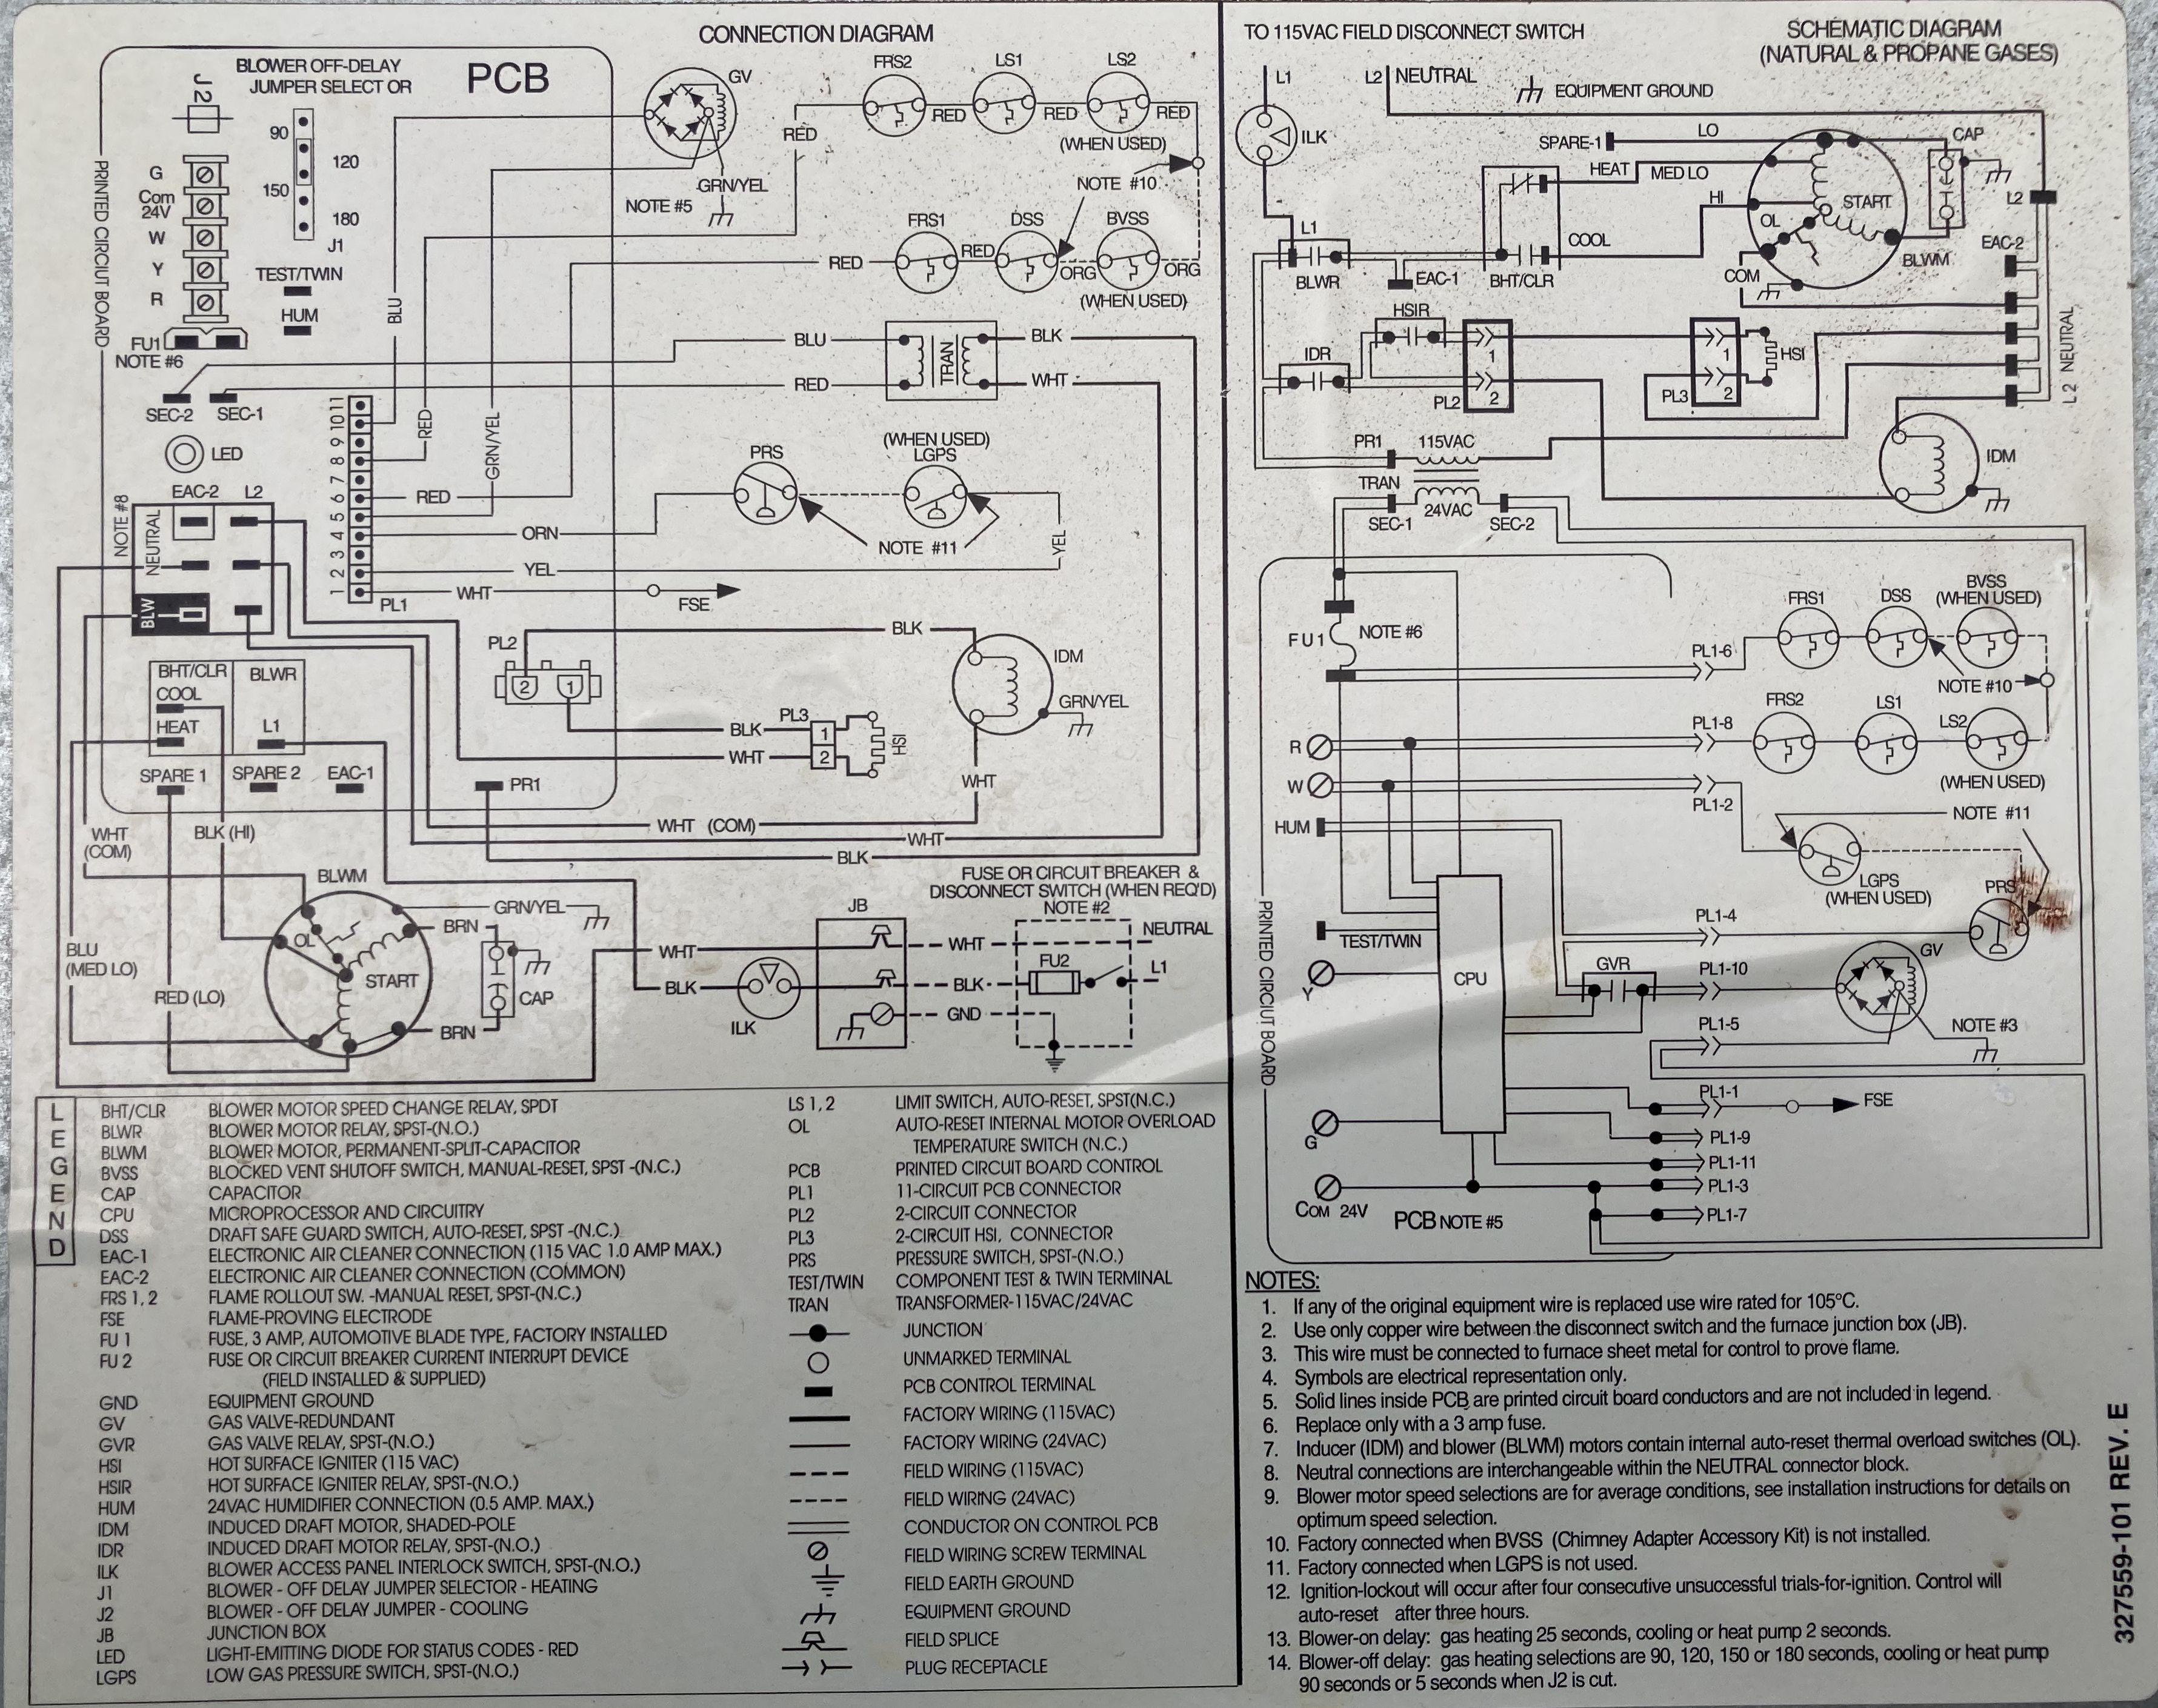 CONNECTION DIAGRAM
BLOWER OFF-DELAY
JUMPER SELECT OR
PCB
J2
PRINTED CIRCIUT BOARD
90
120
150
180
J1
G
Com
24V
W
Y
R
TEST/TWIN
HUM
FU1
NOTE #6
SEC-2
SEC-1
LED
EAC-2
L2
NOTE #8
NEUTRAL
BLW
BHT/CLR
COOL
HEAT
BLWR
L1
SPARE 1
SPARE 2
EAC-1
PR1
1 2 3 4 5 6 7 8 9 10 11
PL1
BLU
RED
GRN/YEL
GV
GRN/YEL
NOTE #5
RED
FRS2
LS1
LS2
RED
RED
RED
(WHEN USED)
NOTE #10
FRS1
DSS
BVSS
RED
RED
ORG
ORG
(WHEN USED)
BLU
RED
TRAN
BLK
WHT
PRS
(WHEN USED)
LGPS
RED
ORN
NOTE #11
YEL
YEL
WHT
FSE
PL2
2
1
BLK
IDM
GRN/YEL
BLK
WHT
PL3
1
2
HSI
WHT
WHT (COM)
WHT
BLK
WHT
(COM)
BLK (HI)
BLWM
OL
START
GRN/YEL
BRN
CAP
BRN
BLU
(MED LO)
RED (LO)
FUSE OR CIRCUIT BREAKER &
DISCONNECT SWITCH (WHEN REQ'D)
NOTE #2
JB
WHT
WHT
NEUTRAL
FU2
L1
BLK
BLK
ILK
GND
TO 115VAC FIELD DISCONNECT SWITCH
SCHEMATIC DIAGRAM
(NATURAL & PROPANE GASES)
L1
L2
NEUTRAL
EQUIPMENT GROUND
ILK
SPARE-1
LO
HEAT
MED LO
HI
CAP
START
OL
COM
BLWM
L2
EAC-2
L1
BLWR
EAC-1
COOL
BHT/CLR
HSIR
IDR
PL2
1
2
PL3
1
2
HSI
L 2 NEUTRAL
PR1
115VAC
TRAN
24VAC
SEC-1
SEC-2
IDM
FU1
NOTE #6
PL1-6
FRS1
DSS
BVSS
(WHEN USED)
NOTE #10
PL1-8
FRS2
LS1
LS2
(WHEN USED)
R
W
PL1-2
HUM
NOTE #11
LGPS
(WHEN USED)
PRS
PL1-4
TEST/TWIN
CPU
GVR
PL1-10
GV
Y
PL1-5
NOTE #3
PRINTED CIRCIUT BOARD
PL1-1
FSE
G
PL1-9
PL1-11
PL1-3
COM 24V
PL1-7
PCB NOTE #5
LEGEND
BHT/CLR BLOWER MOTOR SPEED CHANGE RELAY, SPDT
BLWR BLOWER MOTOR RELAY, SPST-(N.O.)
BLWM BLOWER MOTOR, PERMANENT-SPLIT-CAPACITOR
BVSS BLOCKED VENT SHUTOFF SWITCH, MANUAL-RESET, SPST -(N.C.)
CAP CAPACITOR
CPU MICROPROCESSOR AND CIRCUITRY
DSS DRAFT SAFE GUARD SWITCH, AUTO-RESET, SPST -(N.C.)
EAC-1 ELECTRONIC AIR CLEANER CONNECTION (115 VAC 1.0 AMP MAX.)
EAC-2 ELECTRONIC AIR CLEANER CONNECTION (COMMON)
FRS 1, 2 FLAME ROLLOUT SW. -MANUAL RESET, SPST-(N.C.)
FSE FLAME-PROVING ELECTRODE
FU 1 FUSE, 3 AMP, AUTOMOTIVE BLADE TYPE, FACTORY INSTALLED
FU 2 FUSE OR CIRCUIT BREAKER CURRENT INTERRUPT DEVICE
(FIELD INSTALLED & SUPPLIED)
GND EQUIPMENT GROUND
GV GAS VALVE-REDUNDANT
GVR GAS VALVE RELAY, SPST-(N.O.)
HSI HOT SURFACE IGNITER (115 VAC)
HSIR HOT SURFACE IGNITER RELAY, SPST-(N.O.)
HUM 24VAC HUMIDIFIER CONNECTION (0.5 AMP. MAX.)
IDM INDUCED DRAFT MOTOR, SHADED-POLE
IDR INDUCED DRAFT MOTOR RELAY, SPST-(N.O.)
ILK BLOWER ACCESS PANEL INTERLOCK SWITCH, SPST-(N.O.)
J1 BLOWER - OFF DELAY JUMPER SELECTOR - HEATING
J2 BLOWER - OFF DELAY JUMPER - COOLING
JB JUNCTION BOX
LED LIGHT-EMITTING DIODE FOR STATUS CODES - RED
LGPS LOW GAS PRESSURE SWITCH, SPST-(N.O.)
LS 1, 2 LIMIT SWITCH, AUTO-RESET, SPST(N.C.)
OL AUTO-RESET INTERNAL MOTOR OVERLOAD
TEMPERATURE SWITCH (N.C.)
PCB PRINTED CIRCUIT BOARD CONTROL
PL1 11-CIRCUIT PCB CONNECTOR
PL2 2-CIRCUIT CONNECTOR
PL3 2-CIRCUIT HSI, CONNECTOR
PRS PRESSURE SWITCH, SPST-(N.O.)
TEST/TWIN COMPONENT TEST & TWIN TERMINAL
TRAN TRANSFORMER-115VAC/24VAC
JUNCTION
UNMARKED TERMINAL
PCB CONTROL TERMINAL
FACTORY WIRING (115VAC)
FACTORY WIRING (24VAC)
FIELD WIRING (115VAC)
FIELD WIRING (24VAC)
CONDUCTOR ON CONTROL PCB
FIELD WIRING SCREW TERMINAL
FIELD EARTH GROUND
EQUIPMENT GROUND
FIELD SPLICE
PLUG RECEPTACLE
NOTES:
1. If any of the original equipment wire is replaced use wire rated for 105°C.
2. Use only copper wire between the disconnect switch and the furnace junction box (JB).
3. This wire must be connected to furnace sheet metal for control to prove flame.
4. Symbols are electrical representation only.
5. Solid lines inside PCB are printed circuit board conductors and are not included in legend.
6. Replace only with a 3 amp fuse.
7. Inducer (IDM) and blower (BLWM) motors contain internal auto-reset thermal overload switches (OL).
8. Neutral connections are interchangeable within the NEUTRAL connector block.
9. Blower motor speed selections are for average conditions, see installation instructions for details on
optimum speed selection.
10. Factory connected when BVSS (Chimney Adapter Accessory Kit) is not installed.
11. Factory connected when LGPS is not used.
12. Ignition-lockout will occur after four consecutive unsuccessful trials-for-ignition. Control will
auto-reset after three hours.
13. Blower-on delay: gas heating 25 seconds, cooling or heat pump 2 seconds.
14. Blower-off delay: gas heating selections are 90, 120, 150 or 180 seconds, cooling or heat pump
90 seconds or 5 seconds when J2 is cut.
327559-101 REV. E